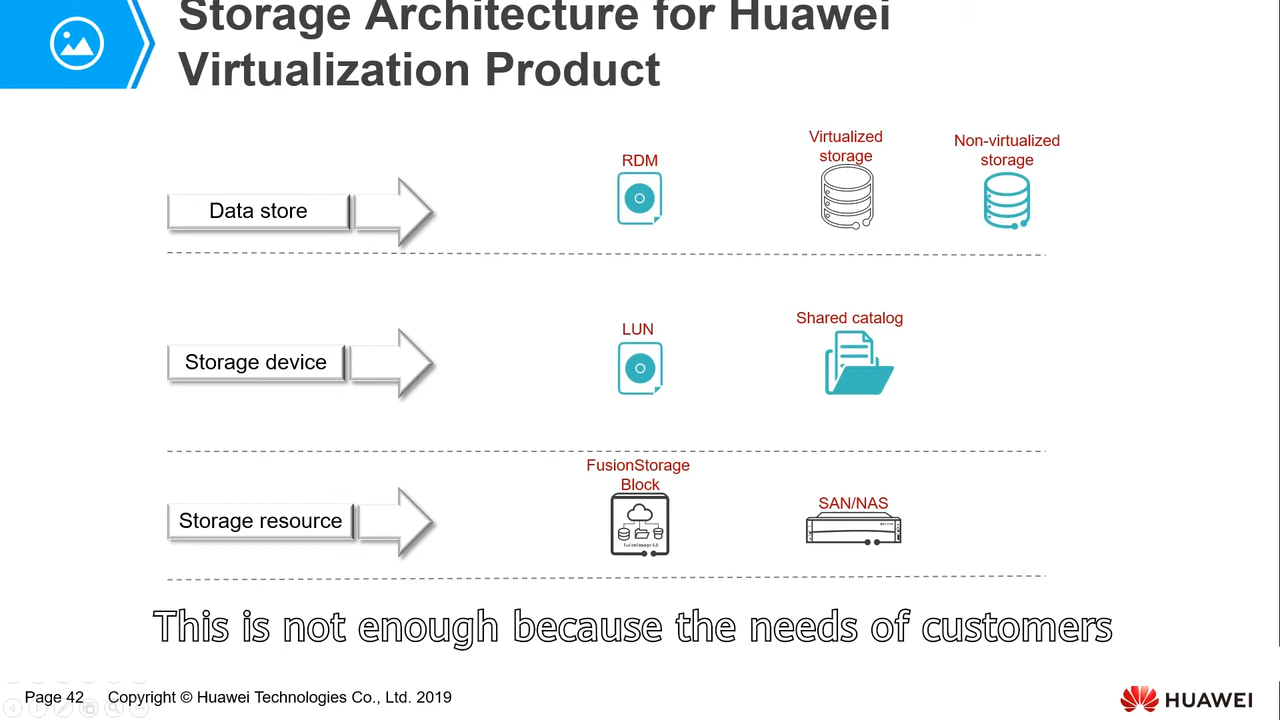 Storage Architecture for Huawei
Virtualization Product
Virtualized
storage
Non-virtualized
storage
RDM
Data store
Shared catalog
LUN
Storage device
FusionStorage
Block
SAN/NAS
Storage resource
This is not enough because the needs of customers
Page 42 Copyright © Huawei Technologies Co., Ltd. 2019
HUAWEI